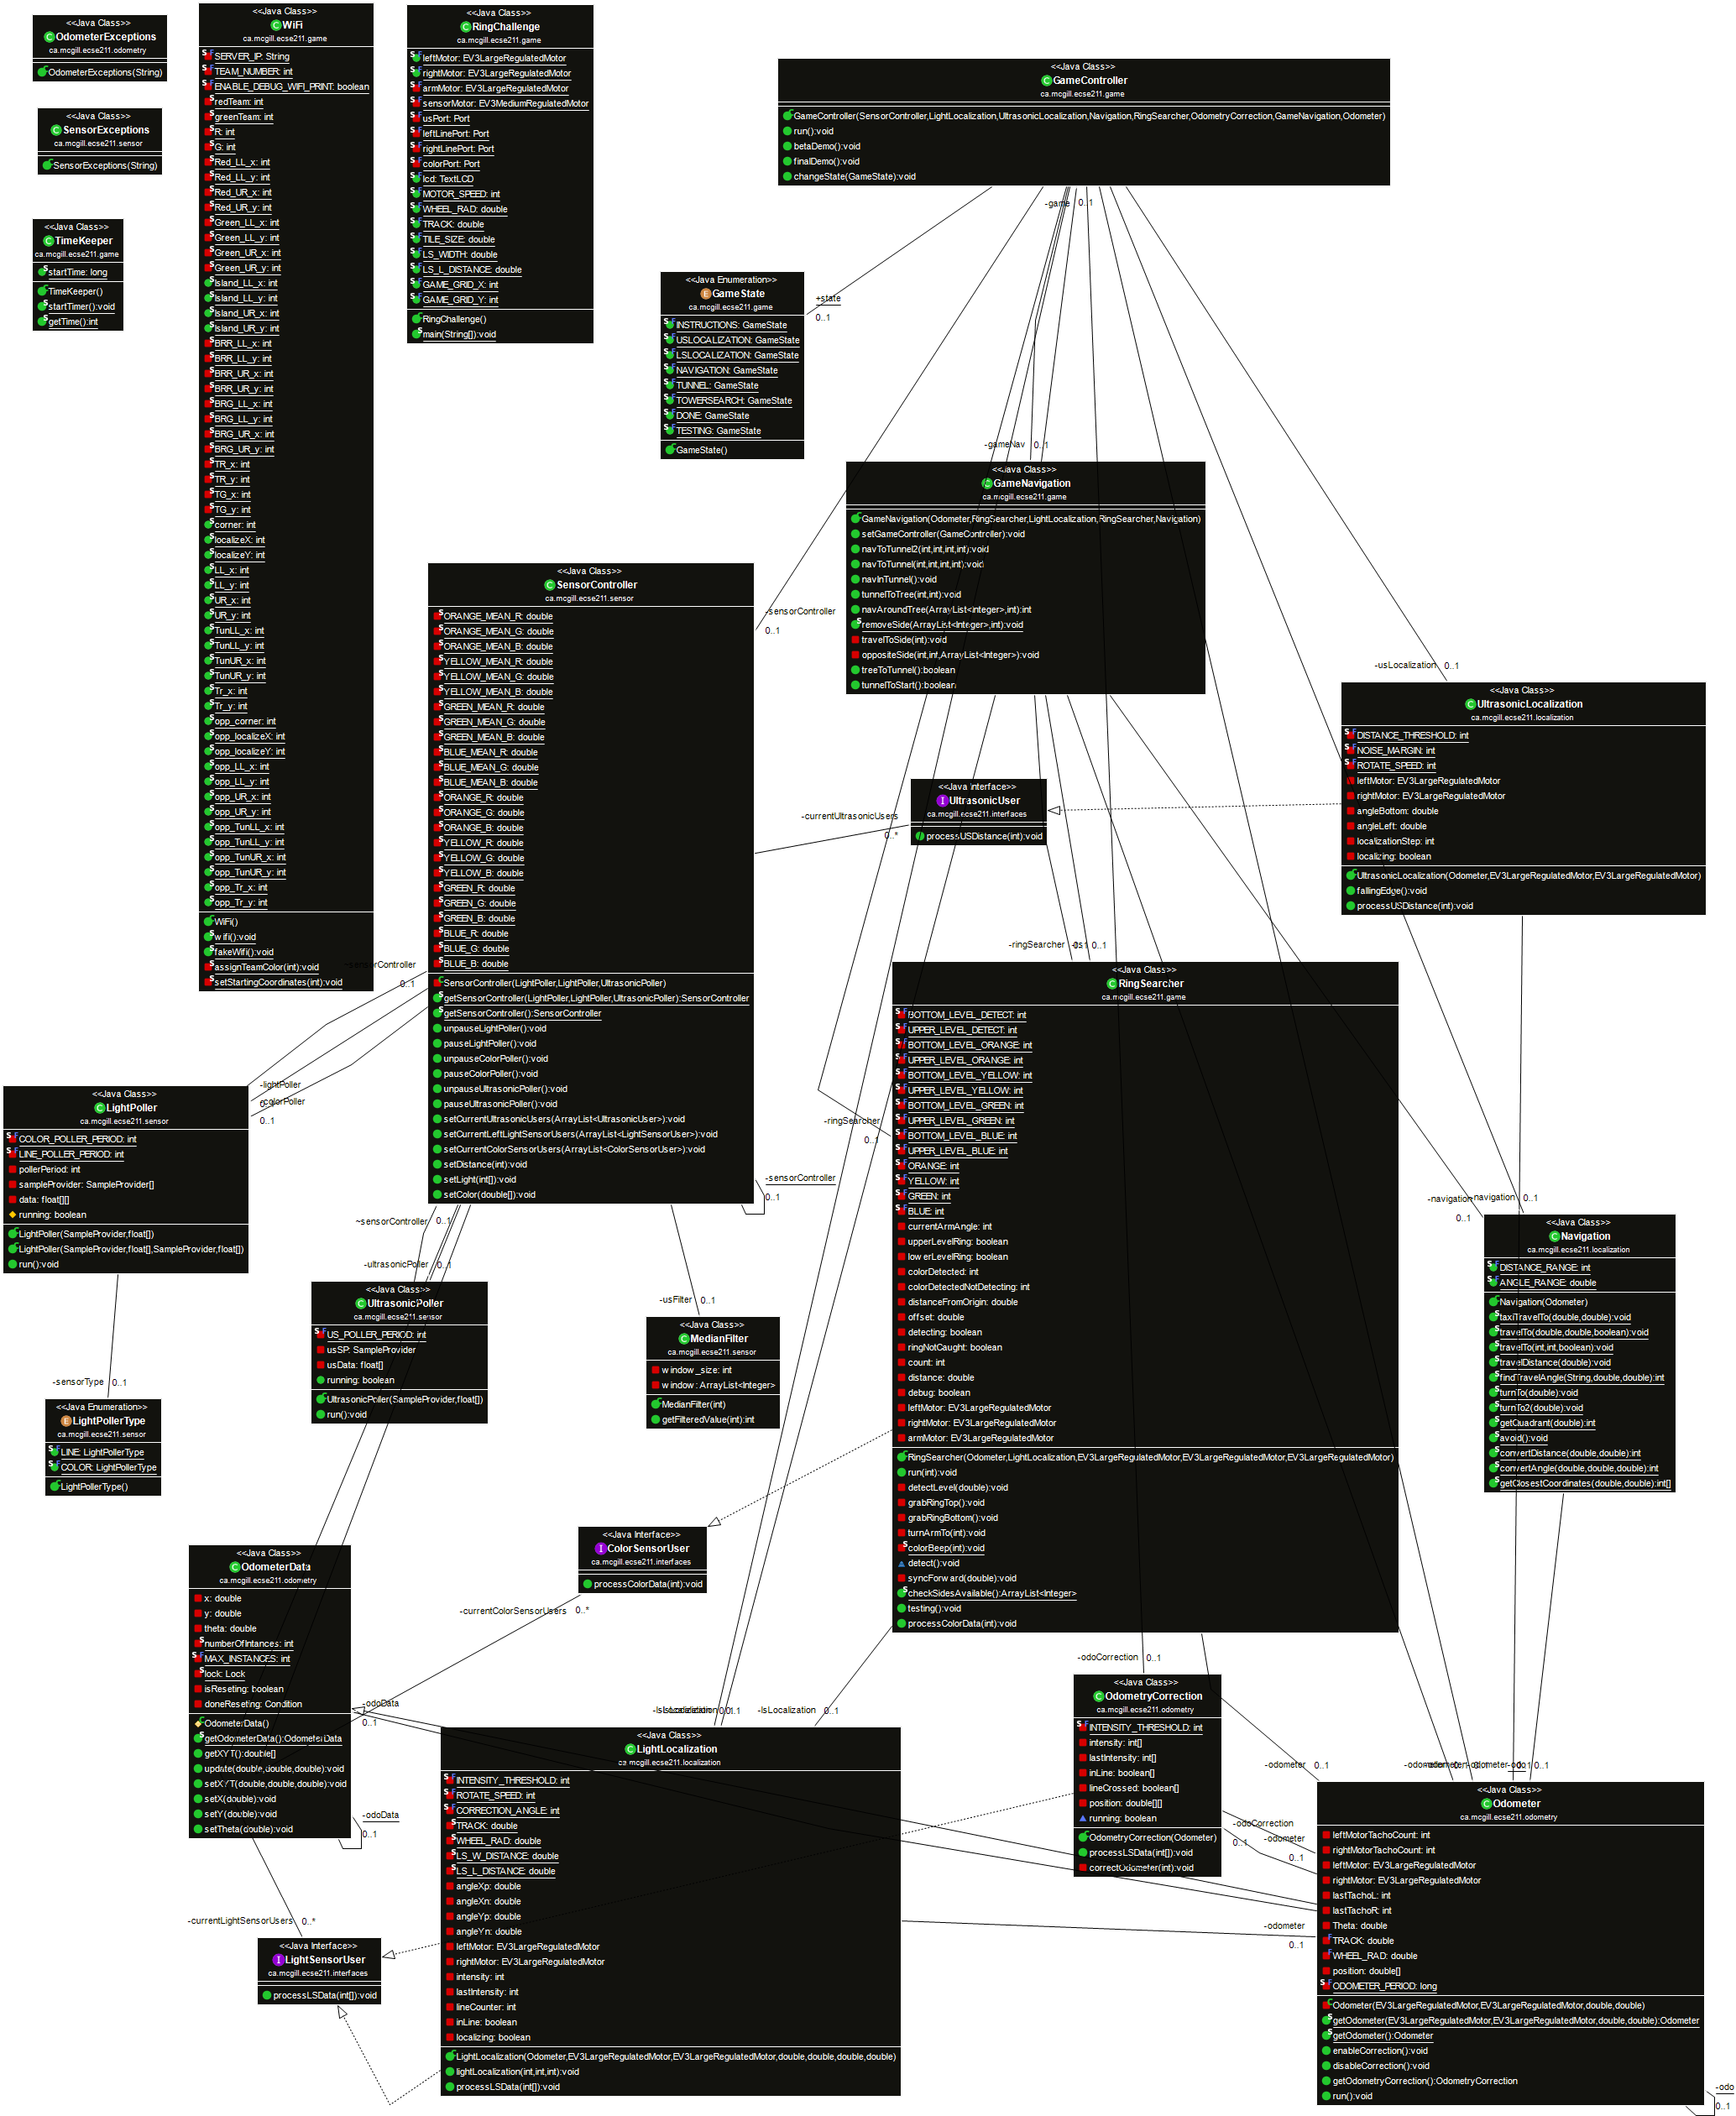 <<Java Class>>
OdometerExceptions
ca.mcgill.ecse211.odometry
OdometerExceptions(String)
<<Java Class>>
SensorExceptions
ca.mcgill.ecse211.sensor
SensorExceptions(String)
<<Java Class>>
TimeKeeper
ca.mcgill.ecse211.game
startTime: long
TimeKeeper()
startTimer():void
getTime():int
<<Java Class>>
WiFi
ca.mcgill.ecse211.game
SERVER_IP: String
TEAM_NUMBER: int
ENABLE_DEBUG_WIFI_PRINT: boolean
redTeam: int
greenTeam: int
R: int
G: int
Red_LL_x: int
Red_LL_y: int
Red_UR_x: int
Red_UR_y: int
Green_LL_x: int
Green_LL_y: int
Green_UR_x: int
Green_UR_y: int
Island_LL_x: int
Island_LL_y: int
Island_UR_x: int
Island_UR_y: int
BRR_LL_x: int
BRR_LL_y: int
BRR_UR_x: int
BRR_UR_y: int
BRG_LL_x: int
BRG_LL_y: int
BRG_UR_x: int
BRG_UR_y: int
TR_x: int
TR_y: int
TG_x: int
TG_y: int
corner: int
localizeX: int
localizeY: int
LL_x: int
LL_y: int
UR_x: int
UR_y: int
TunLL_x: int
TunLL_y: int
TunUR_x: int
TunUR_y: int
Tr_x: int
Tr_y: int
opp_corner: int
opp_localizeX: int
opp_localizeY: int
opp_LL_x: int
opp_LL_y: int
opp_UR_x: int
opp_UR_y: int
opp_TunLL_x: int
opp_TunLL_y: int
opp_TunUR_x: int
opp_TunUR_y: int
opp_Tr_x: int
opp_Tr_y: int
WiFi()
wifi():void
fakeWifi():void
assignTeamColor(int):void
setStartingCoordinates(int):void
<<Java Class>>
RingChallenge
ca.mcgill.ecse211.game
leftMotor: EV3LargeRegulatedMotor
rightMotor: EV3LargeRegulatedMotor
armMotor: EV3LargeRegulatedMotor
sensorMotor: EV3MediumRegulatedMotor
usPort: Port
leftLinePort: Port
rightLinePort: Port
colorPort: Port
lcd: TextLCD
MOTOR_SPEED: int
WHEEL_RAD: double
TRACK: double
TILE_SIZE: double
LS_WIDTH: double
LS_L_DISTANCE: double
GAME_GRID_X: int
GAME_GRID_Y: int
RingChallenge()
main(String[]):void
<<Java Class>>
GameController
ca.mcgill.ecse211.game
GameController(SensorController,LightLocalization,UltrasonicLocalization,Navigation,RingSearcher,OdometryCorrection,GameNavigation,Odometer)
run():void
betaDemo():void
finalDemo():void
changeState(GameState):void
-game 0..1
<<Java Enumeration>>
GameState
ca.mcgill.ecse211.game
INSTRUCTIONS: GameState
USLOCALIZATION: GameState
LSLOCALIZATION: GameState
NAVIGATION: GameState
TUNNEL: GameState
TOWERSEARCH: GameState
DONE: GameState
TESTING: GameState
GameState()
+state
0..1
-gameNav 0..1
<<Java Class>>
GameNavigation
ca.mcgill.ecse211.game
GameNavigation(Odometer,RingSearcher,LightLocalization,RingSearcher,Navigation)
setGameController(GameController):void
navToTunnel2(int,int,int,int):void
navToTunnel(int,int,int,int):void
navInTunnel():void
tunnelToTree(int,int):void
navAroundTree(ArrayList<Integer>,int):int
removeSide(ArrayList<Integer>,int):void
travelToSide(int):void
oppositeSide(int,int,ArrayList<Integer>):void
treeToTunnel():boolean
tunnelToStart():boolean
<<Java Class>>
SensorController
ca.mcgill.ecse211.sensor
ORANGE_MEAN_R: double
ORANGE_MEAN_G: double
ORANGE_MEAN_B: double
YELLOW_MEAN_R: double
YELLOW_MEAN_G: double
YELLOW_MEAN_B: double
GREEN_MEAN_R: double
GREEN_MEAN_G: double
GREEN_MEAN_B: double
BLUE_MEAN_R: double
BLUE_MEAN_G: double
BLUE_MEAN_B: double
ORANGE_R: double
ORANGE_G: double
ORANGE_B: double
YELLOW_R: double
YELLOW_G: double
YELLOW_B: double
GREEN_R: double
GREEN_G: double
GREEN_B: double
BLUE_R: double
BLUE_G: double
BLUE_B: double
SensorController(LightPoller,LightPoller,UltrasonicPoller)
getSensorController(LightPoller,LightPoller,UltrasonicPoller):SensorController
getSensorController():SensorController
unpauseLightPoller():void
pauseLightPoller():void
unpauseColorPoller():void
pauseColorPoller():void
unpauseUltrasonicPoller():void
pauseUltrasonicPoller():void
setCurrentUltrasonicUsers(ArrayList<UltrasonicUser>):void
setCurrentLeftLightSensorUsers(ArrayList<LightSensorUser>):void
setCurrentColorSensorUsers(ArrayList<ColorSensorUser>):void
setDistance(int):void
setLight(int[]):void
setColor(double[]):void
-sensorController
0..1
-usLocalization 0..1
<<Java Class>>
UltrasonicLocalization
ca.mcgill.ecse211.localization
DISTANCE_THRESHOLD: int
NOISE_MARGIN: int
ROTATE_SPEED: int
leftMotor: EV3LargeRegulatedMotor
rightMotor: EV3LargeRegulatedMotor
angleBottom: double
angleLeft: double
localizationStep: int
localizing: boolean
UltrasonicLocalization(Odometer,EV3LargeRegulatedMotor,EV3LargeRegulatedMotor)
fallingEdge():void
processUSDistance(int):void
<<Java Interface>>
UltrasonicUser
ca.mcgill.ecse211.interfaces
processUSDistance(int):void
-currentUltrasonicUsers
0..*
-ringSearcher 0..1
<<Java Class>>
RingSearcher
ca.mcgill.ecse211.game
BOTTOM_LEVEL_DETECT: int
UPPER_LEVEL_DETECT: int
BOTTOM_LEVEL_ORANGE: int
UPPER_LEVEL_ORANGE: int
BOTTOM_LEVEL_YELLOW: int
UPPER_LEVEL_YELLOW: int
BOTTOM_LEVEL_GREEN: int
UPPER_LEVEL_GREEN: int
BOTTOM_LEVEL_BLUE: int
UPPER_LEVEL_BLUE: int
ORANGE: int
YELLOW: int
GREEN: int
BLUE: int
currentArmAngle: int
upperLevelRing: boolean
lowerLevelRing: boolean
colorDetected: int
colorDetectedNotDetecting: int
distanceFromOrigin: double
offset: double
detecting: boolean
ringNotCaught: boolean
count: int
distance: double
debug: boolean
leftMotor: EV3LargeRegulatedMotor
rightMotor: EV3LargeRegulatedMotor
armMotor: EV3LargeRegulatedMotor
RingSearcher(Odometer,LightLocalization,EV3LargeRegulatedMotor,EV3LargeRegulatedMotor,EV3LargeRegulatedMotor)
run(int):void
detectLevel(double):void
grabRingTop():void
grabRingBottom():void
turnArmTo(int):void
colorBeep(int):void
detect():void
syncForward(double):void
checkSidesAvailable():ArrayList<Integer>
testing():void
processColorData(int):void
~sensorController
0..1
-lightPoller
-colorPoller
0..1
<<Java Class>>
LightPoller
ca.mcgill.ecse211.sensor
COLOR_POLLER_PERIOD: int
LINE_POLLER_PERIOD: int
pollerPeriod: int
sampleProvider: SampleProvider[]
data: float[][]
running: boolean
LightPoller(SampleProvider,float[])
LightPoller(SampleProvider,float[],SampleProvider,float[])
run():void
-ringSearcher
0..1
-sensorController
0..1
~sensorController 0..1
-ultrasonicPoller 0..1
<<Java Class>>
UltrasonicPoller
ca.mcgill.ecse211.sensor
US_POLLER_PERIOD: int
usSP: SampleProvider
usData: float[]
running: boolean
UltrasonicPoller(SampleProvider,float[])
run():void
-usFilter 0..1
<<Java Class>>
MedianFilter
ca.mcgill.ecse211.sensor
window_size: int
window: ArrayList<Integer>
MedianFilter(int)
getFilteredValue(int):int
-navigation
0..1
-navigation 0..1
<<Java Class>>
Navigation
ca.mcgill.ecse211.localization
DISTANCE_RANGE: int
ANGLE_RANGE: double
Navigation(Odometer)
taxiTravelTo(double,double):void
travelTo(double,double,boolean):void
travelTo(int,int,boolean):void
travelDistance(double):void
findTravelAngle(String,double,double):int
turnTo(double):void
turnTo2(double):void
getQuadrant(double):int
avoid():void
convertDistance(double,double):int
convertAngle(double,double,double):int
getClosestCoordinates(double,double):int[]
-sensorType 0..1
<<Java Enumeration>>
LightPollerType
ca.mcgill.ecse211.sensor
LINE: LightPollerType
COLOR: LightPollerType
LightPollerType()
<<Java Interface>>
ColorSensorUser
ca.mcgill.ecse211.interfaces
processColorData(int):void
-currentColorSensorUsers 0..*
<<Java Class>>
OdometerData
ca.mcgill.ecse211.odometry
x: double
y: double
theta: double
numberOfIntances: int
MAX_INSTANCES: int
lock: Lock
isReseting: boolean
doneReseting: Condition
OdometerData()
getOdometerData():OdometerData
getXYT():double[]
update(double,double,double):void
setXYT(double,double,double):void
setX(double):void
setY(double):void
setTheta(double):void
-odoData
0..1
-odoData
0..1
-lsLocalization 0..1
<<Java Class>>
LightLocalization
ca.mcgill.ecse211.localization
INTENSITY_THRESHOLD: int
ROTATE_SPEED: int
CORRECTION_ANGLE: int
TRACK: double
WHEEL_RAD: double
LS_W_DISTANCE: double
LS_L_DISTANCE: double
angleXp: double
angleXn: double
angleYp: double
angleYn: double
leftMotor: EV3LargeRegulatedMotor
rightMotor: EV3LargeRegulatedMotor
intensity: int
lastIntensity: int
lineCounter: int
inLine: boolean
localizing: boolean
LightLocalization(Odometer,EV3LargeRegulatedMotor,EV3LargeRegulatedMotor,double,double,double,double)
lightLocalization(int,int,int):void
processLSData(int[]):void
-odoCorrection 0..1
<<Java Class>>
OdometryCorrection
ca.mcgill.ecse211.odometry
INTENSITY_THRESHOLD: int
intensity: int[]
lastIntensity: int[]
inLine: boolean[]
lineCrossed: boolean[]
position: double[][]
running: boolean
OdometryCorrection(Odometer)
processLSData(int[]):void
correctOdometer(int):void
-odoCorrection
0..1
-odometer
0..1
-odometer 0..1
<<Java Class>>
Odometer
ca.mcgill.ecse211.odometry
leftMotorTachoCount: int
rightMotorTachoCount: int
leftMotor: EV3LargeRegulatedMotor
rightMotor: EV3LargeRegulatedMotor
lastTachoL: int
lastTachoR: int
Theta: double
TRACK: double
WHEEL_RAD: double
position: double[]
ODOMETER_PERIOD: long
Odometer(EV3LargeRegulatedMotor,EV3LargeRegulatedMotor,double,double)
getOdometer(EV3LargeRegulatedMotor,EV3LargeRegulatedMotor,double,double):Odometer
getOdometer():Odometer
enableCorrection():void
disableCorrection():void
getOdometryCorrection():OdometryCorrection
run():void
-odo
0..1
-odometer
0..1
-currentLightSensorUsers 0..*
<<Java Interface>>
LightSensorUser
ca.mcgill.ecse211.interfaces
processLSData(int[]):void